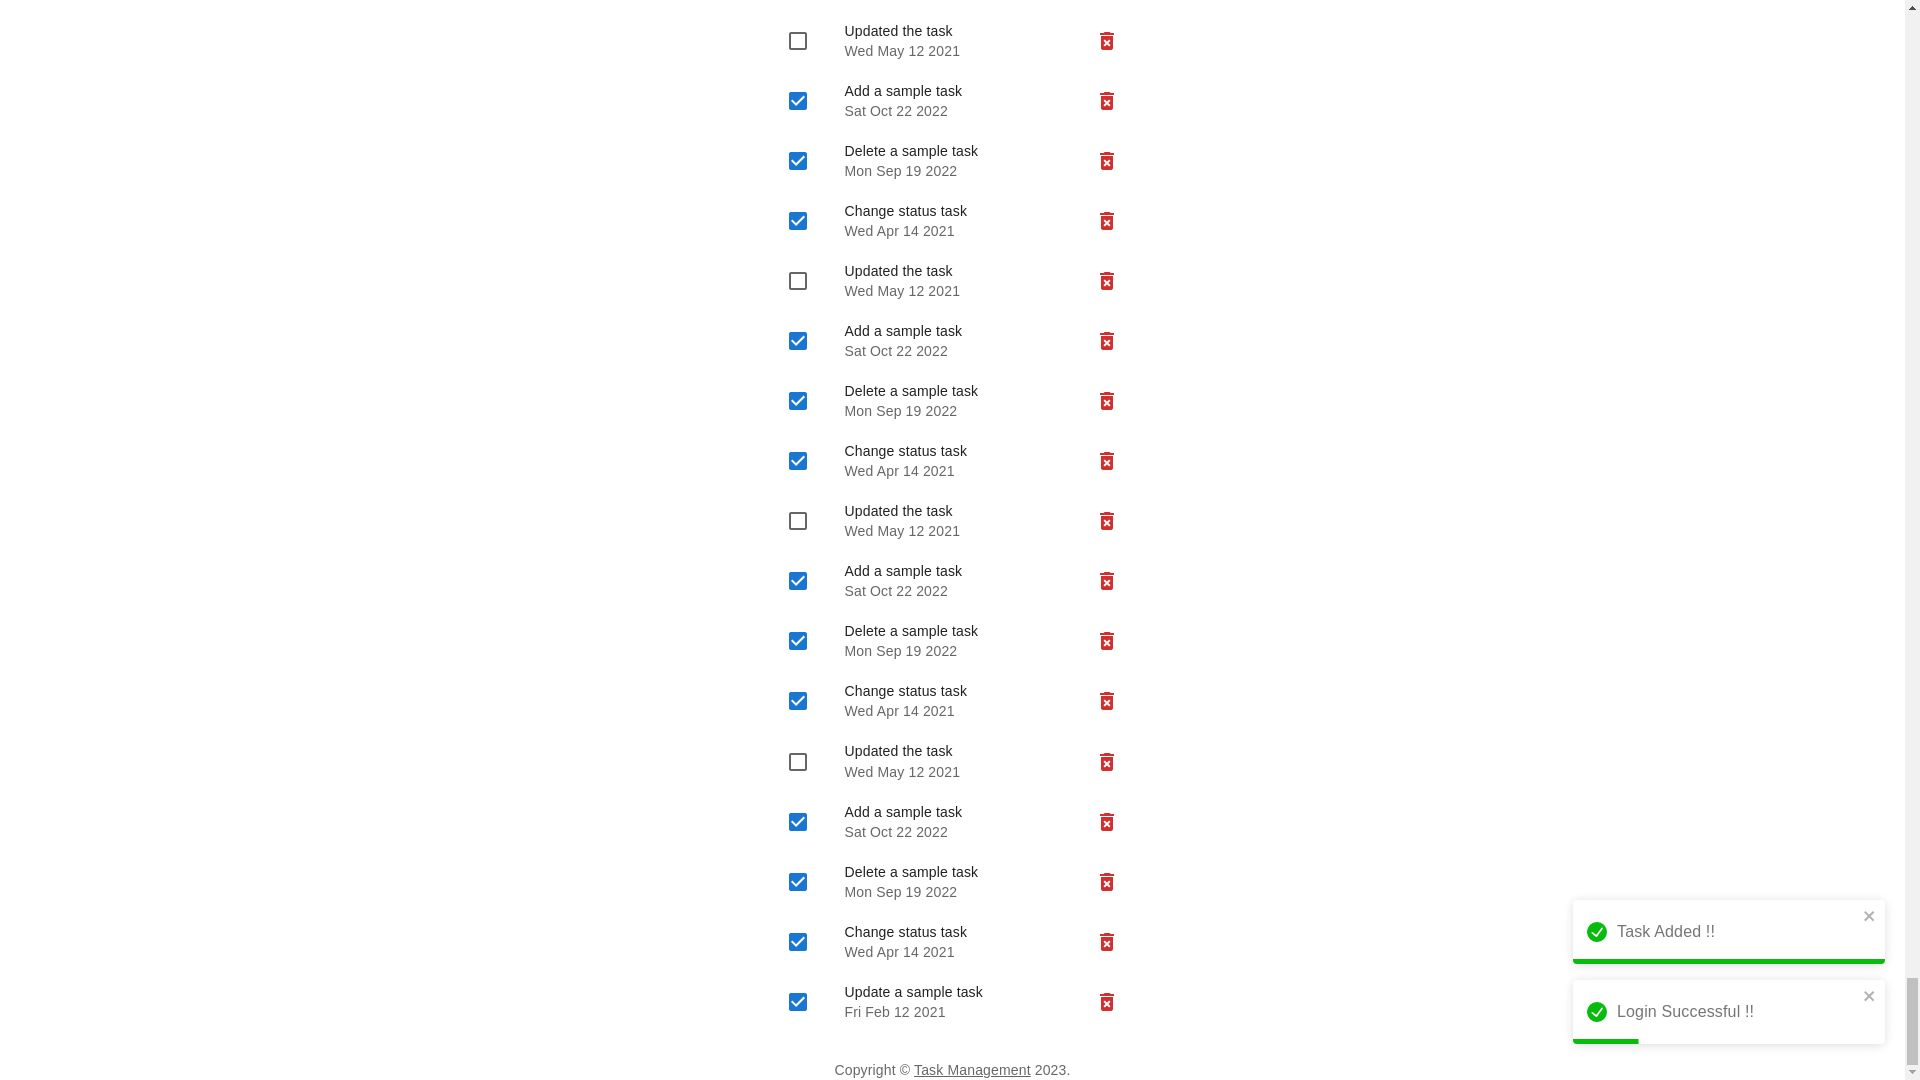 Updated the task
Wed May 12 2021
Add a sample task
Sat Oct 22 2022
Delete a sample task
Mon Sep 19 2022
Change status task
Wed Apr 14 2021
Updated the task
Wed May 12 2021
Add a sample task
Sat Oct 22 2022
Delete a sample task
Mon Sep 19 2022
Change status task
Wed Apr 14 2021
Updated the task
Wed May 12 2021
Add a sample task
Sat Oct 22 2022
Delete a sample task
Mon Sep 19 2022
Change status task
Wed Apr 14 2021
Updated the task
Wed May 12 2021
Add a sample task
Sat Oct 22 2022
Delete a sample task
Mon Sep 19 2022
Change status task
Wed Apr 14 2021
Update a sample task
Fri Feb 12 2021
Task Added !!
Login Successful !!
Copyright © Task Management 2023.